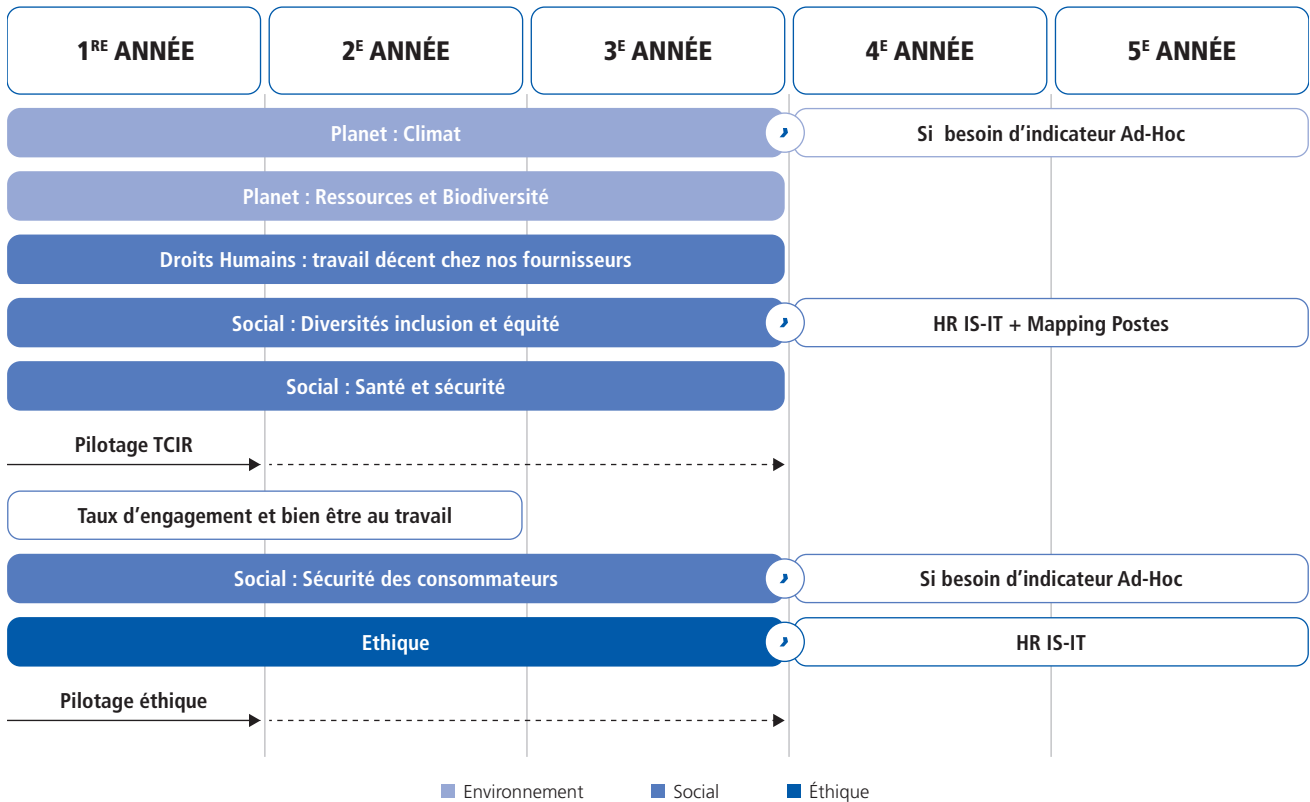 1RE ANNÉE
2E ANNÉE
3E ANNÉE
4E ANNÉE
5E ANNÉE
Planet : Climat
Si besoin d'indicateur Ad-Hoc
Planet : Ressources et Biodiversité
Droits Humains : travail décent chez nos fournisseurs
Social : Diversités inclusion et équité
HR IS-IT + Mapping Postes
Social : Santé et sécurité
Pilotage TCIR
Taux d'engagement et bien être au travail
Social : Sécurité des consommateurs
Si besoin d'indicateur Ad-Hoc
Ethique
HR IS-IT
Pilotage éthique
Environnement
Social
Éthique